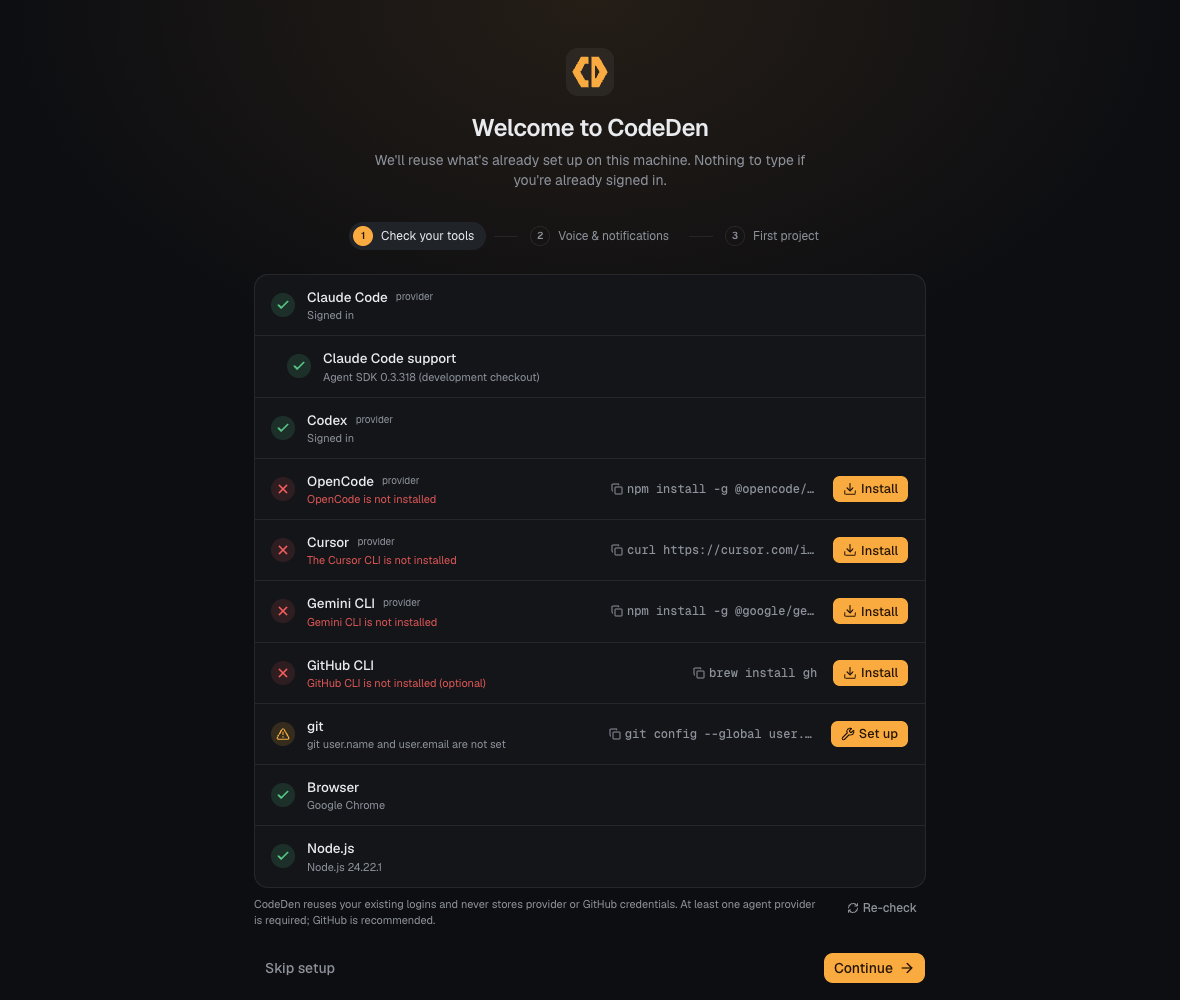 Welcome to CodeDen
We'll reuse what's already set up on this machine. Nothing to type if
you're already signed in.
1 Check your tools
2 Voice & notifications
3 First project
Claude Code provider
Signed in
Claude Code support
Agent SDK 0.3.318 (development checkout)
Codex provider
Signed in
OpenCode provider
OpenCode is not installed
npm install -g @opencode/…
Install
Cursor provider
The Cursor CLI is not installed
curl https://cursor.com/i…
Install
Gemini CLI provider
Gemini CLI is not installed
npm install -g @google/ge…
Install
GitHub CLI
GitHub CLI is not installed (optional)
brew install gh
Install
git
git user.name and user.email are not set
git config --global user.…
Set up
Browser
Google Chrome
Node.js
Node.js 24.22.1
CodeDen reuses your existing logins and never stores provider or GitHub credentials. At least one agent provider
is required; GitHub is recommended.
Re-check
Skip setup
Continue